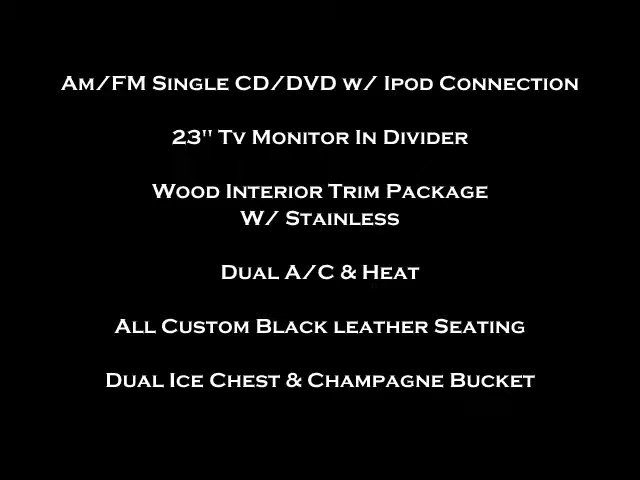 Am/FM Single CD/DVD w/ Ipod Connection
23" Tv Monitor In Divider
Wood Interior Trim Package
W/ Stainless
Dual A/C & Heat
All Custom Black leather Seating
Dual Ice Chest & Champagne Bucket